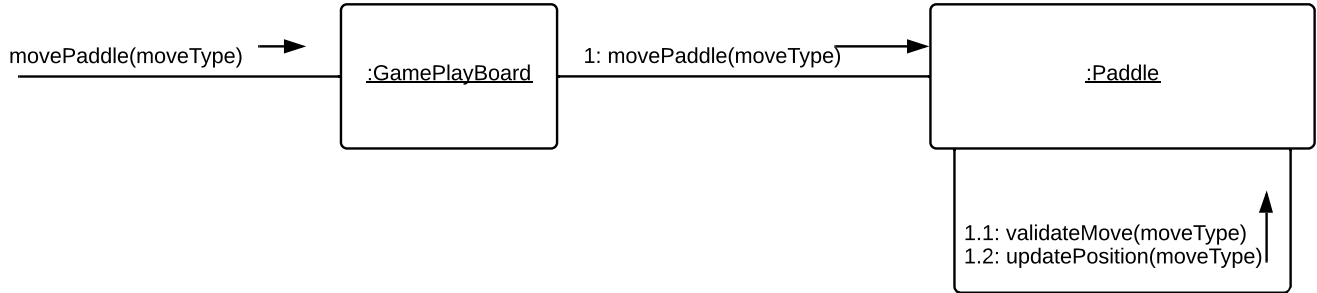 movePaddle(moveType)
:GamePlayBoard
1: movePaddle(moveType)
:Paddle
1.1: validateMove(moveType)
1.2: updatePosition(moveType)